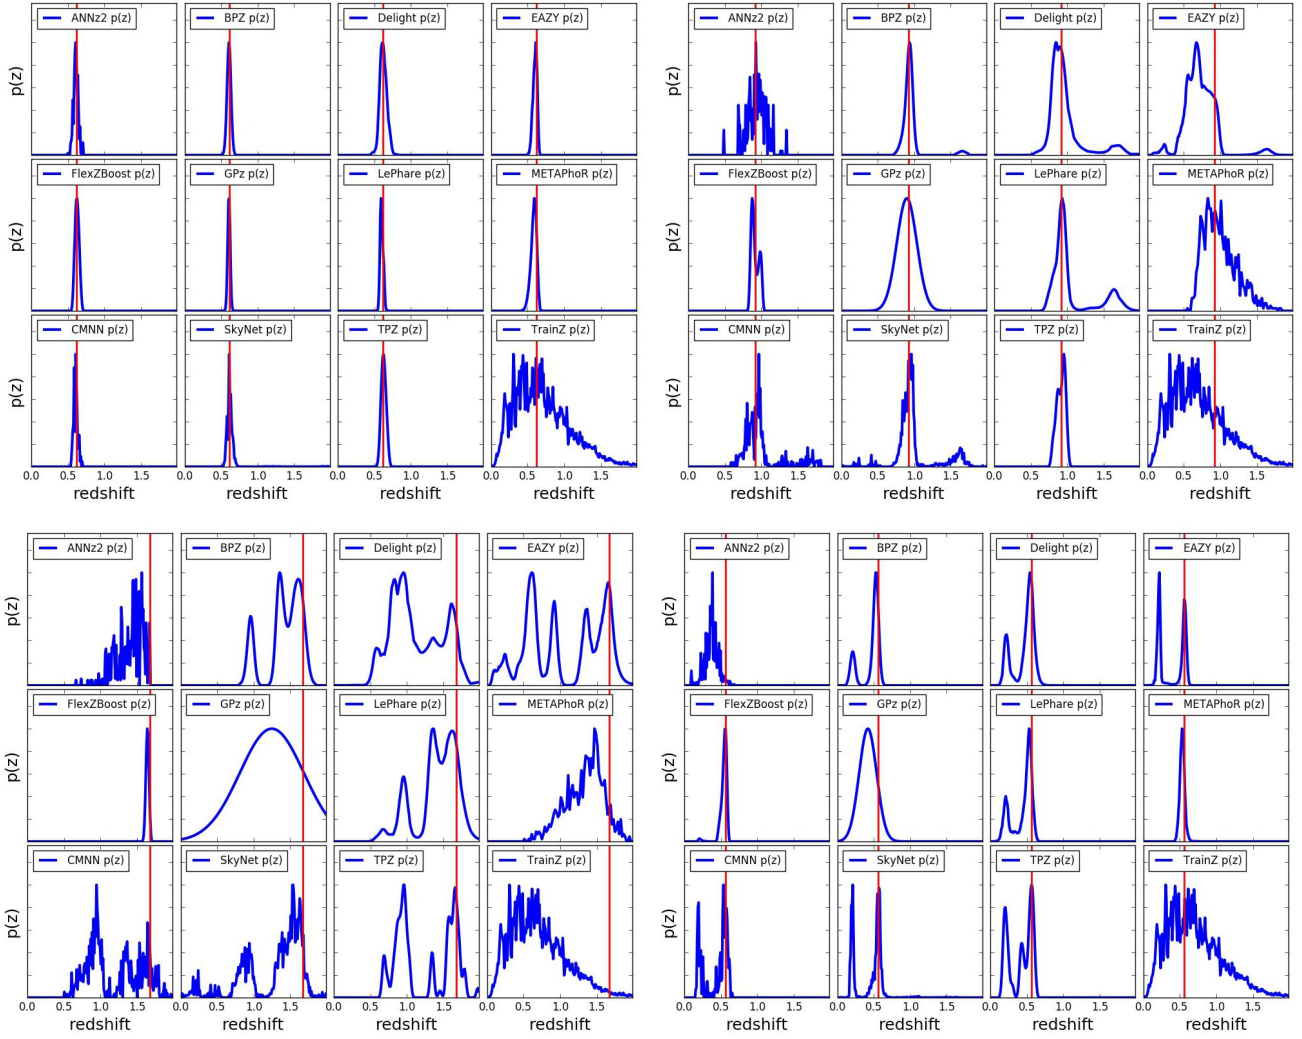 ANNz2 p(z) BPZ p(z) Delight p(z) EAZY p(z)
p(z)
FlexZBoost p(z) GPz p(z) LePhare p(z) METAPhoR p(z)
p(z)
CMNN p(z) SkyNet p(z) TPZ p(z) TrainZ p(z)
p(z)
0.0 0.5 1.0 1.5 0.0 0.5 1.0 1.5 0.0 0.5 1.0 1.5 0.0 0.5 1.0 1.5
redshift redshift redshift redshift
ANNz2 p(z) BPZ p(z) Delight p(z) EAZY p(z)
p(z)
FlexZBoost p(z) GPz p(z) LePhare p(z) METAPhoR p(z)
p(z)
CMNN p(z) SkyNet p(z) TPZ p(z) TrainZ p(z)
p(z)
0.0 0.5 1.0 1.5 0.0 0.5 1.0 1.5 0.0 0.5 1.0 1.5 0.0 0.5 1.0 1.5
redshift redshift redshift redshift
ANNz2 p(z) BPZ p(z) Delight p(z) EAZY p(z)
p(z)
FlexZBoost p(z) GPz p(z) LePhare p(z) METAPhoR p(z)
p(z)
CMNN p(z) SkyNet p(z) TPZ p(z) TrainZ p(z)
p(z)
0.0 0.5 1.0 1.5 0.0 0.5 1.0 1.5 0.0 0.5 1.0 1.5 0.0 0.5 1.0 1.5
redshift redshift redshift redshift
ANNz2 p(z) BPZ p(z) Delight p(z) EAZY p(z)
p(z)
FlexZBoost p(z) GPz p(z) LePhare p(z) METAPhoR p(z)
p(z)
CMNN p(z) SkyNet p(z) TPZ p(z) TrainZ p(z)
p(z)
0.0 0.5 1.0 1.5 0.0 0.5 1.0 1.5 0.0 0.5 1.0 1.5 0.0 0.5 1.0 1.5
redshift redshift redshift redshift